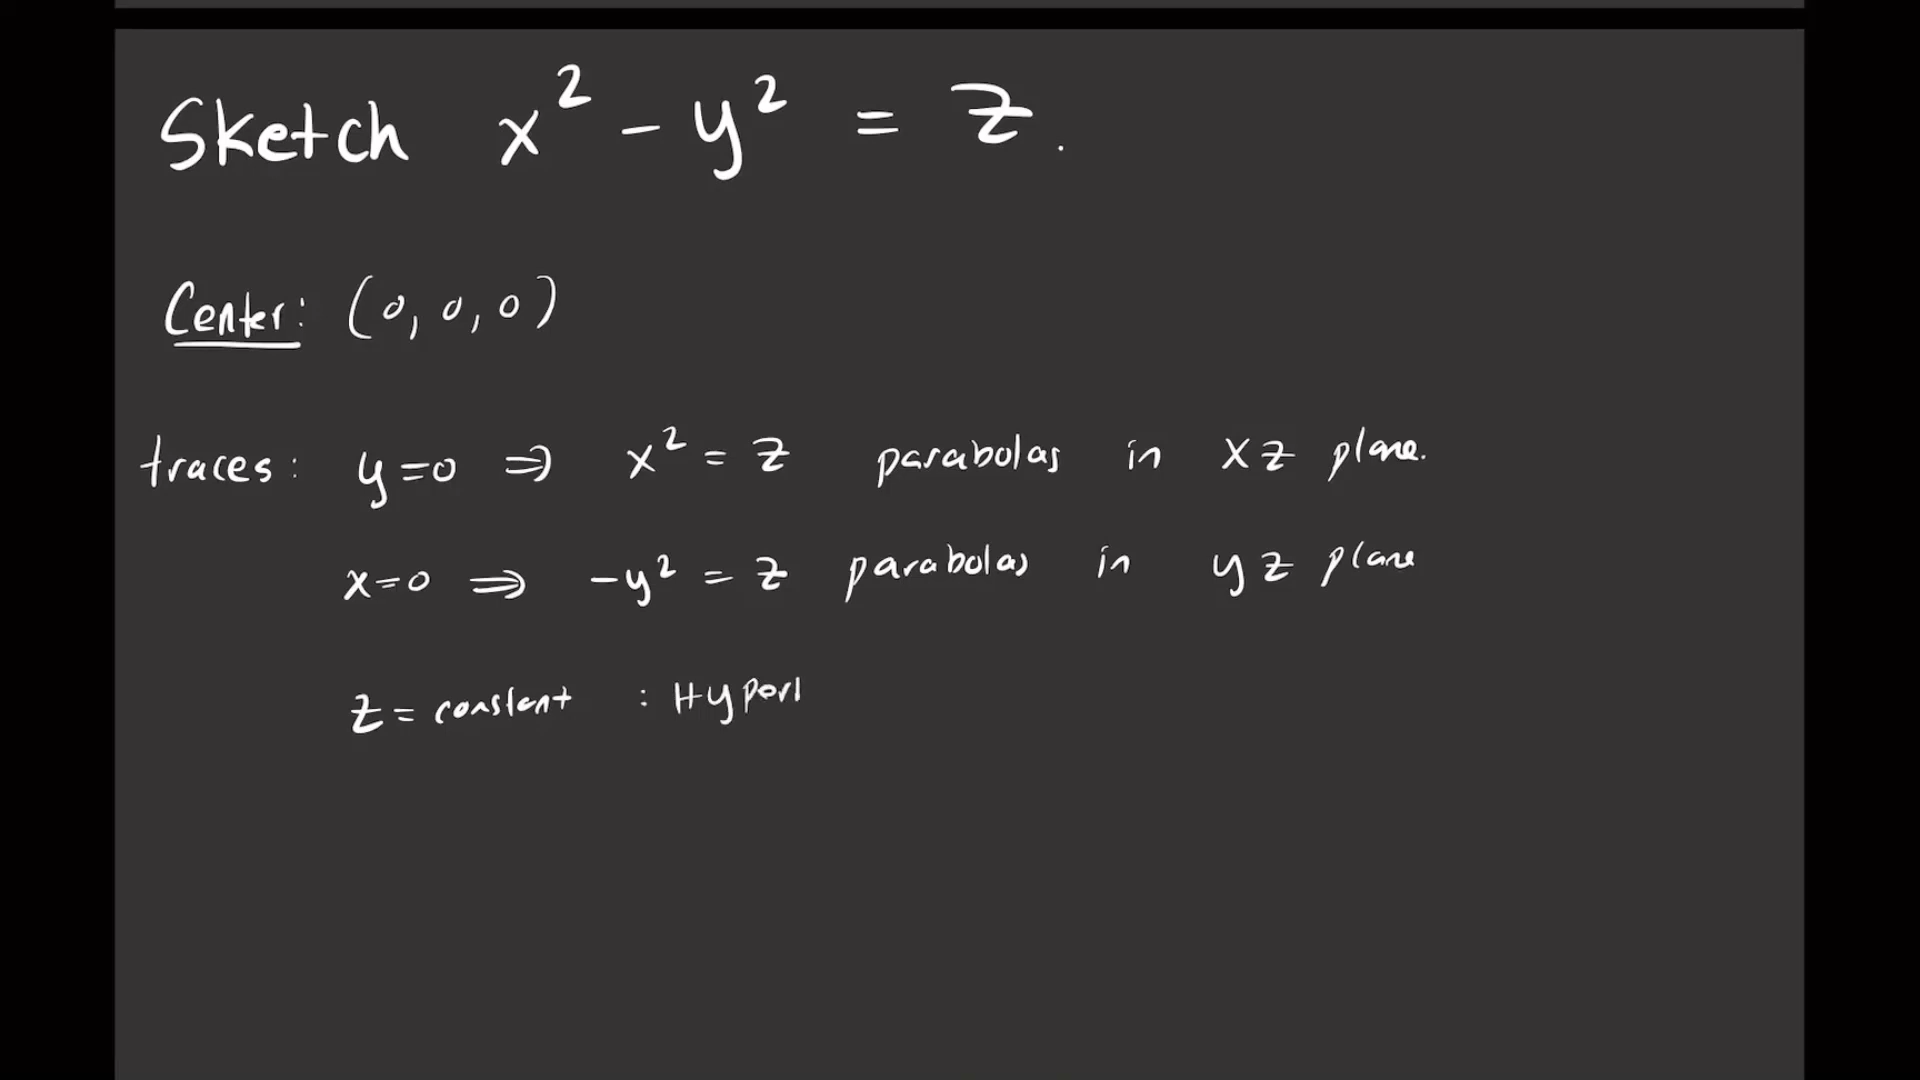 Sketch x² - y² = z.
Center: (0, 0, 0)
traces: y=0 ⇒ x² = z parabolas in xz plane.
x=0 ⇒ -y² = z parabolas in yz plane
z = constant : Hyperl